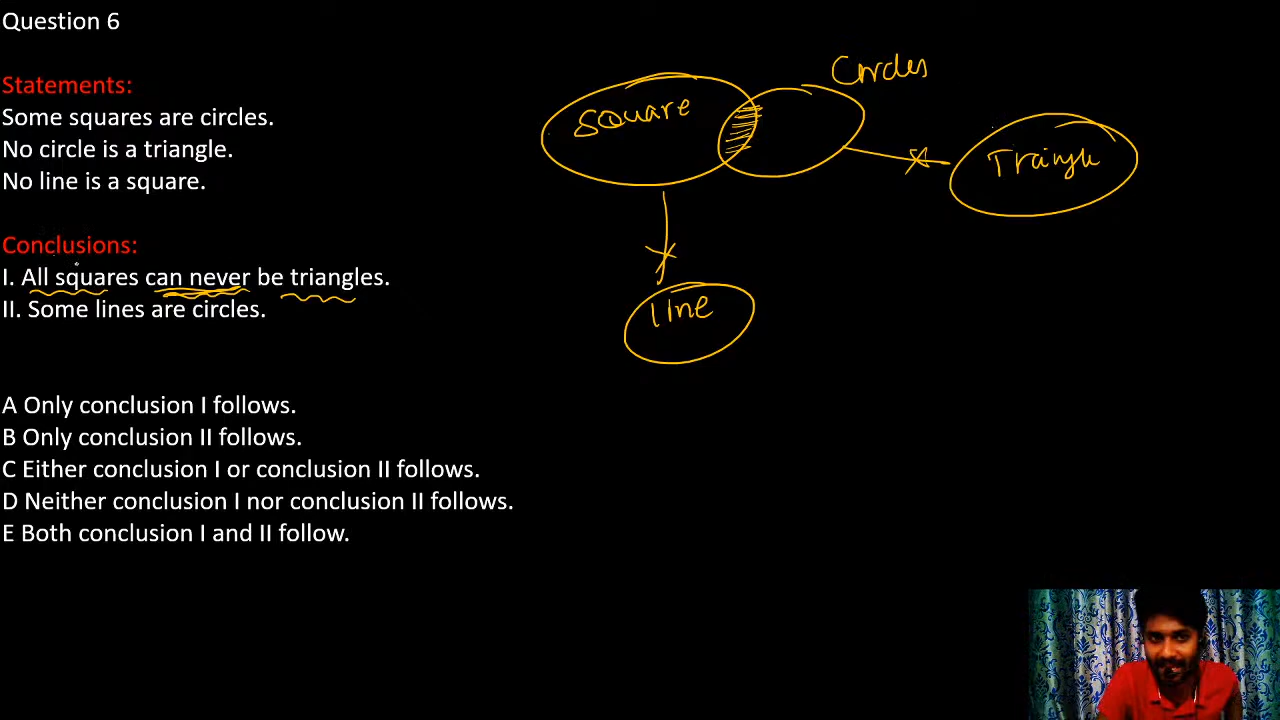 Question 6
Statements:
Some squares are circles.
No circle is a triangle.
No line is a square.
Conclusions:
I. All squares can never be triangles.
II. Some lines are circles.
A Only conclusion I follows.
B Only conclusion II follows.
C Either conclusion I or conclusion II follows.
D Neither conclusion I nor conclusion II follows.
E Both conclusion I and II follow.
Circles
Square
Traingle
line